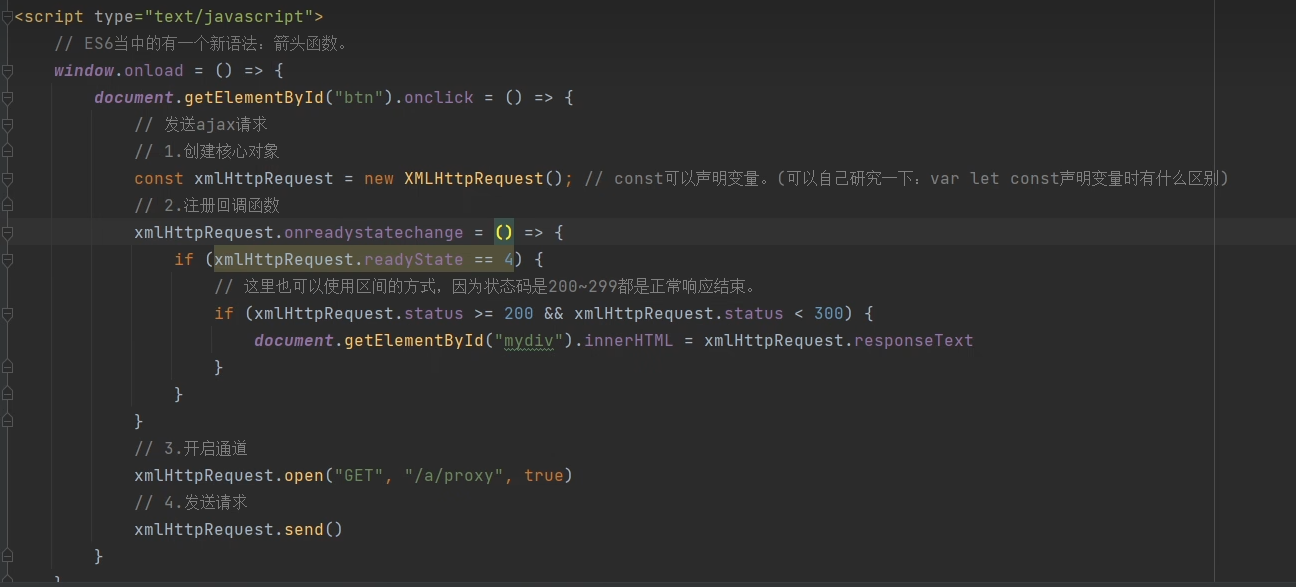 <script type="text/javascript">
// ES6当中的有一个新语法：箭头函数。
window.onload = () => {
document.getElementById("btn").onclick = () => {
// 发送ajax请求
// 1.创建核心对象
const xmlHttpRequest = new XMLHttpRequest(); // const可以声明变量。(可以自己研究一下：var let const声明变量时有什么区别)
// 2.注册回调函数
xmlHttpRequest.onreadystatechange = () => {
if (xmlHttpRequest.readyState == 4) {
// 这里也可以使用区间的方式，因为状态码是200~299都是正常响应结束。
if (xmlHttpRequest.status >= 200 && xmlHttpRequest.status < 300) {
document.getElementById("mydiv").innerHTML = xmlHttpRequest.responseText
}
}
}
// 3.开启通道
xmlHttpRequest.open("GET", "/a/proxy", true)
// 4.发送请求
xmlHttpRequest.send()
}
}